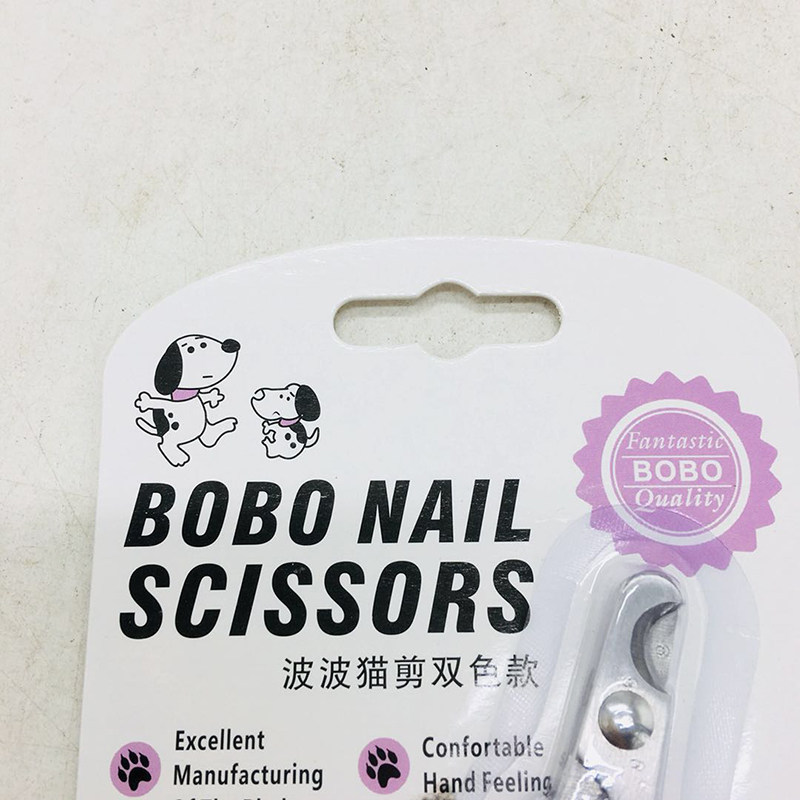 Fantastic
BOBO
Quality
BOBO NAIL
SCISSORS
波波猫剪双色款
Excellent
Manufacturing
Confortable
Hand Feeling